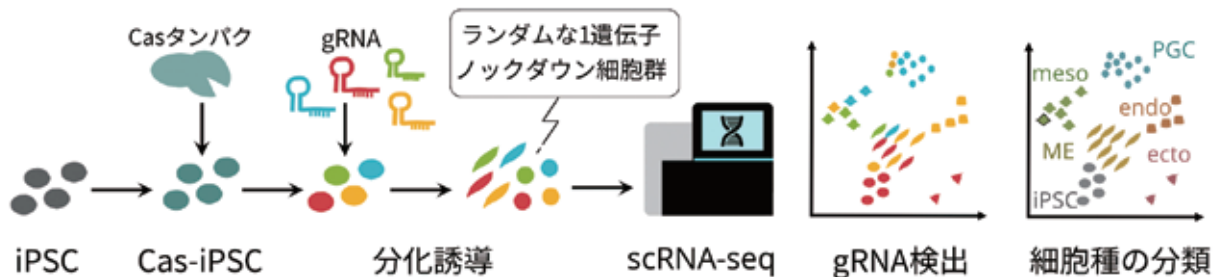 Casタンパク
gRNA
ランダムな1遺伝子
ノックダウン細胞群
iPSC
Cas-iPSC
分化誘導
scRNA-seq
gRNA検出
PGC
meso
endo
ME
ecto
iPSC
細胞種の分類